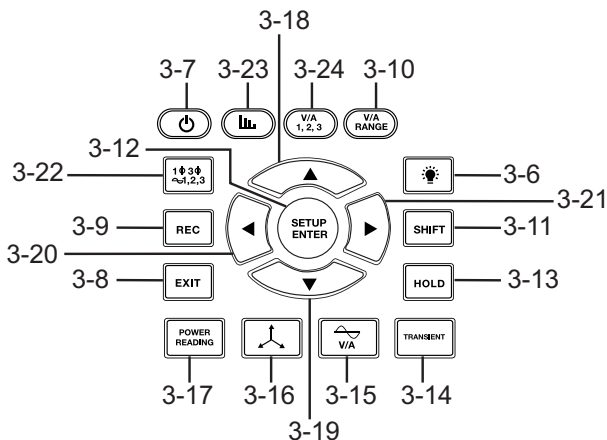 3-18
3-7
3-23
3-24
3-10
V/A
1, 2, 3
V/A
RANGE
3-12
3-22
1Φ 3Φ
~1,2,3
3-6
3-21
3-9
REC
SETUP
ENTER
SHIFT
3-11
3-20
3-8
EXIT
HOLD
3-13
POWER
READING
V/A
TRANSIENT
3-17
3-16
3-15
3-14
3-19